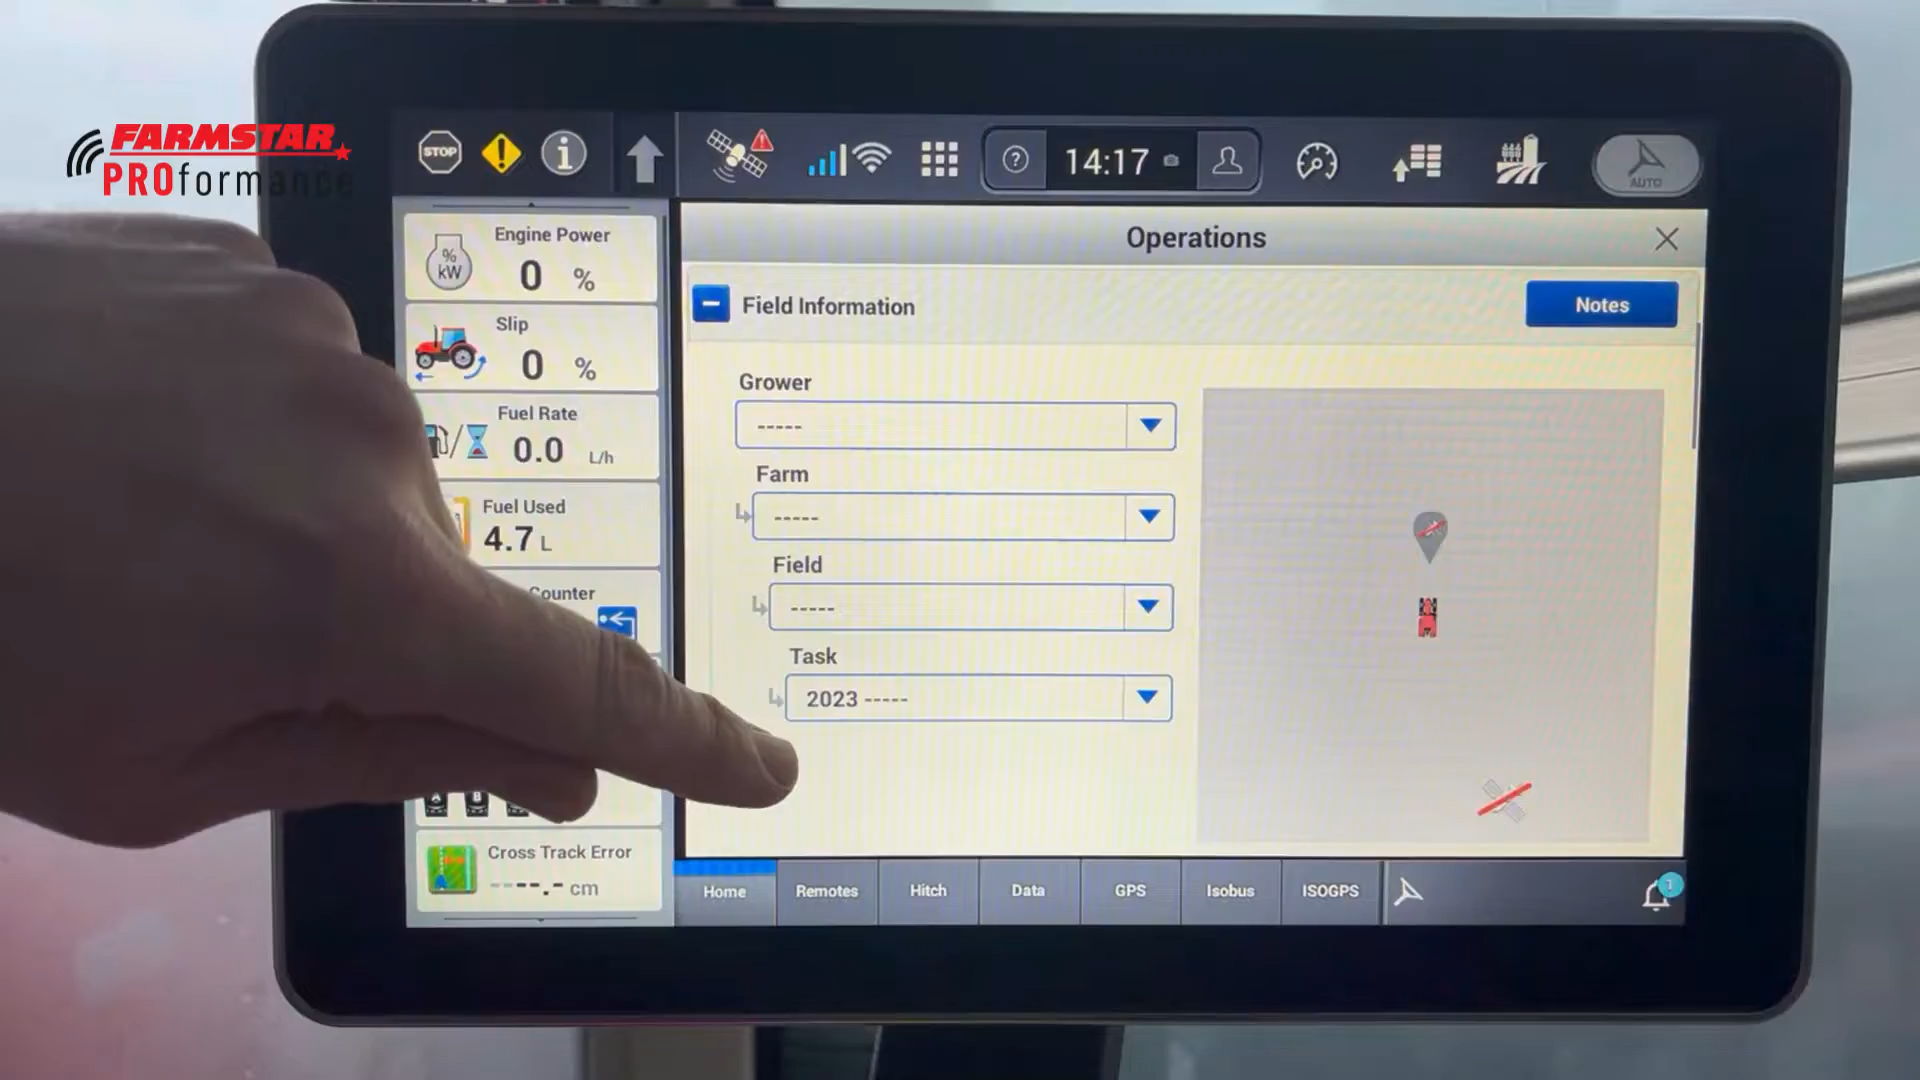 FARMSTAR
PROformance
STOP
14:17
AUTO
Engine Power
%
kW
0 %
Slip
0 %
Fuel Rate
0.0 L/h
Fuel Used
4.7 L
Counter
Cross Track Error
----.- cm
Operations
Field Information
Notes
Grower
-----
Farm
-----
Field
-----
Task
2023 -----
Home
Remotes
Hitch
Data
GPS
Isobus
ISOGPS
1